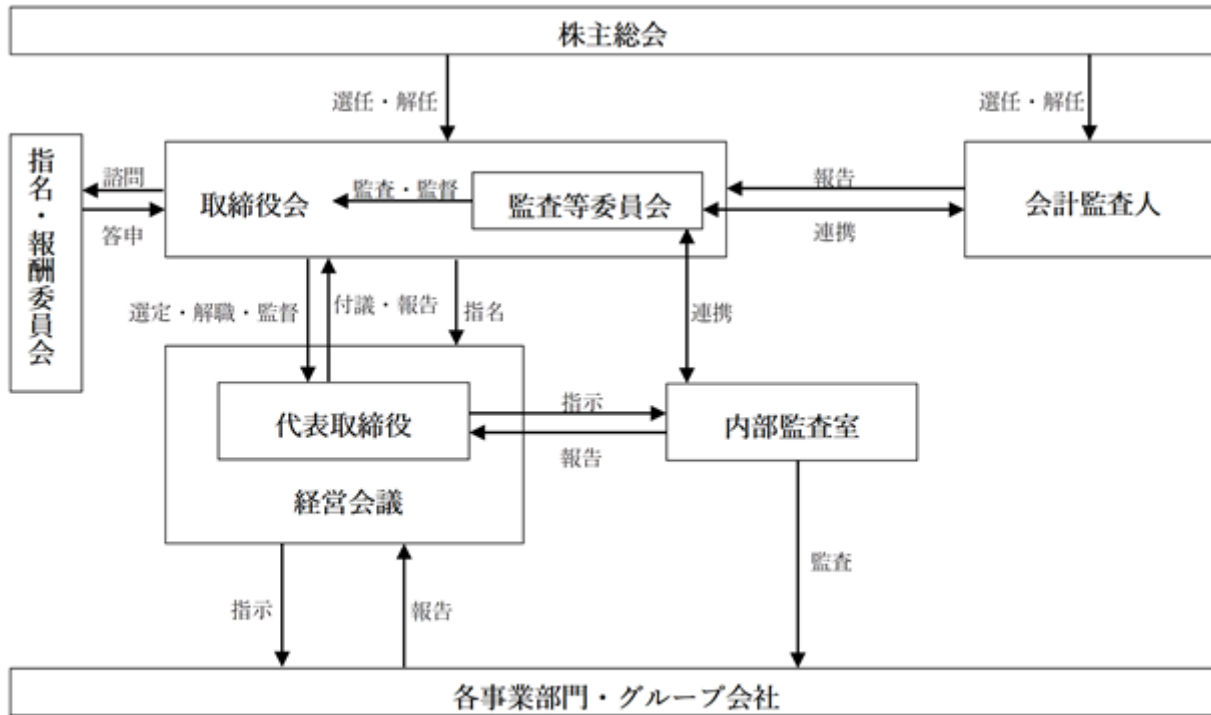 株主総会
選任・解任
選任・解任
指名・報酬委員会
諮問
答申
取締役会
監査・監督
監査等委員会
報告
連携
会計監査人
選定・解職・監督
付議・報告
指名
連携
代表取締役
経営会議
指示
報告
内部監査室
監査
指示
報告
各事業部門・グループ会社